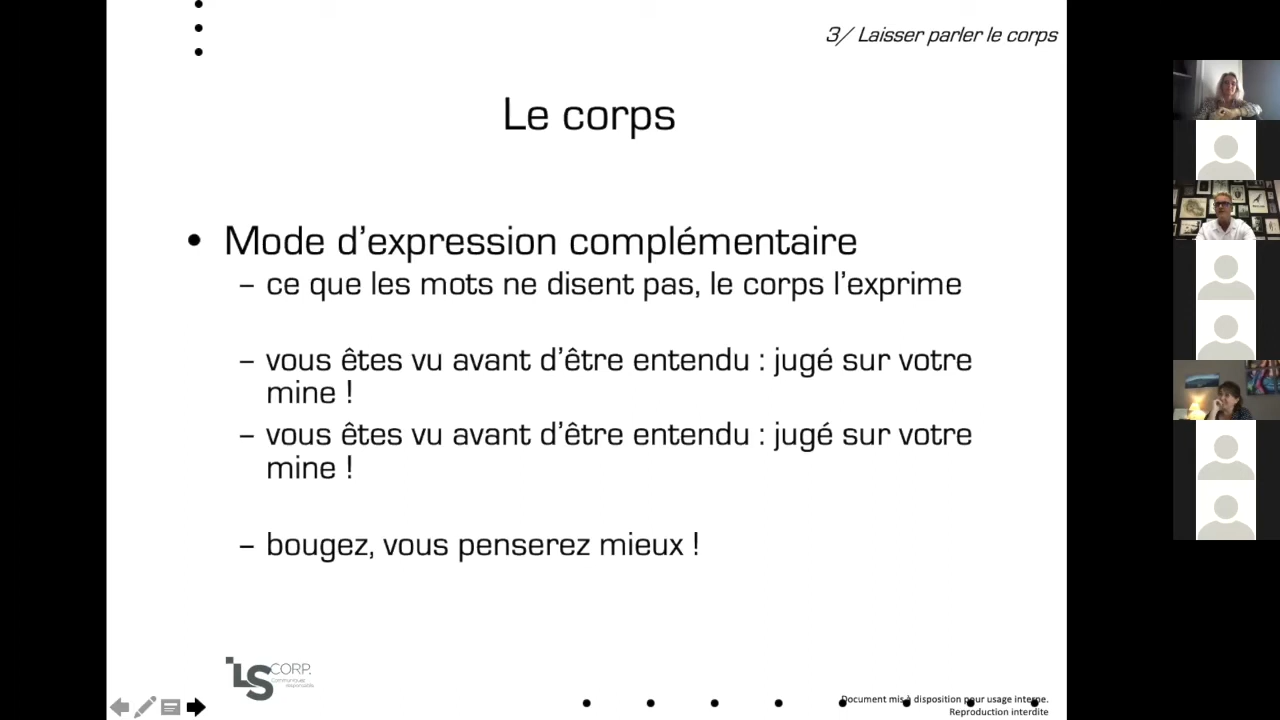 3/ Laisser parler le corps
Le corps
• Mode d'expression complémentaire
– ce que les mots ne disent pas, le corps l'exprime
– vous êtes vu avant d'être entendu : jugé sur votre
mine !
– vous êtes vu avant d'être entendu : jugé sur votre
mine !
– bougez, vous penserez mieux !
LS CORP.
Communiquez
responsables
Document mis à disposition pour usage interne.
Reproduction interdite